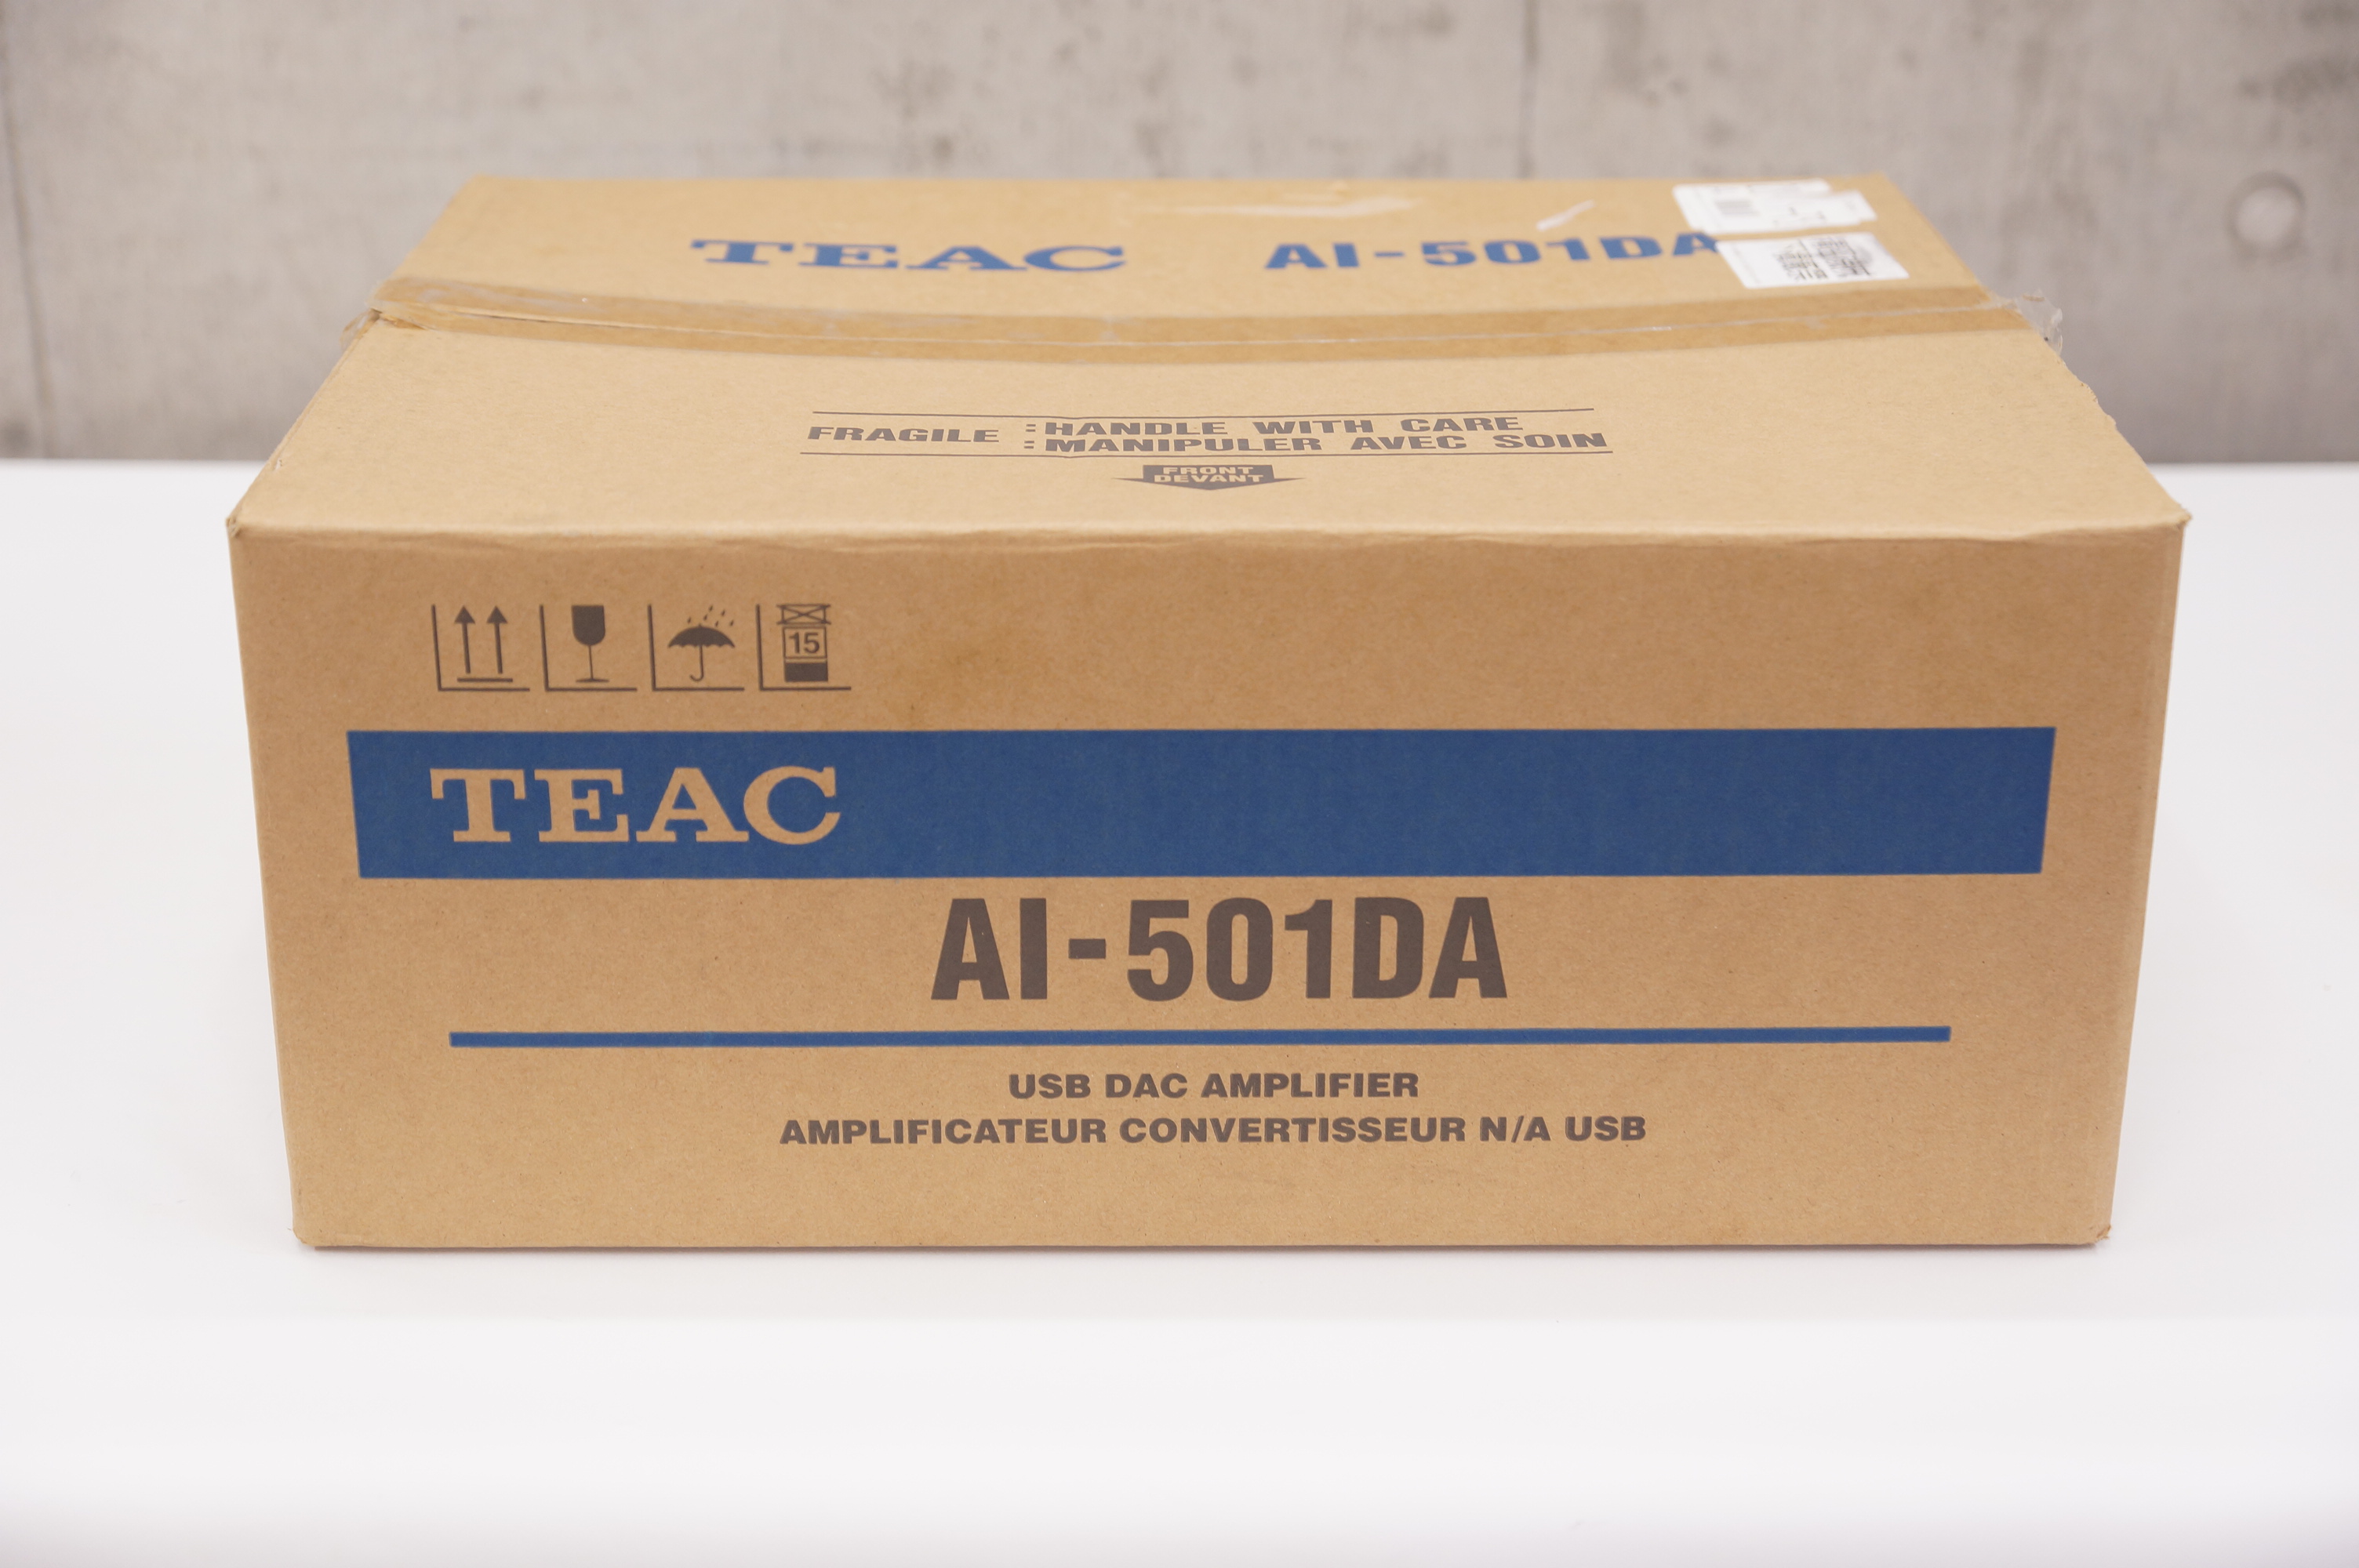 TEAC AI-501DA
FRAGILE : HANDLE WITH CARE
: MANIPULER AVEC SOIN
FRONT
DEVANT
15
TEAC
AI-501DA
USB DAC AMPLIFIER
AMPLIFICATEUR CONVERTISSEUR N/A USB